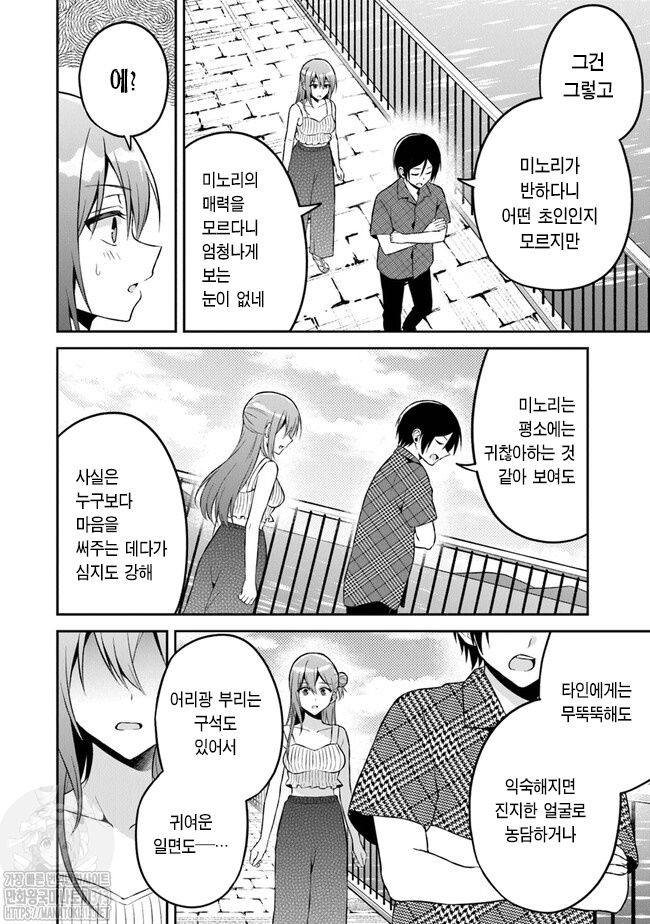 그건
그렇고
미노리가
반하다니
어떤 초인인지
모르지만
미노리의
매력을
모르다니
엄청나게
보는
눈이 없네
에?
미노리는
평소에는
귀찮아하는 것
같아 보여도
사실은
누구보다
마음을
써주는 데다가
심지도 강해
타인에게는
무뚝뚝해도
익숙해지면
진지한 얼굴로
농담하거나
어리광 부리는
구석도
있어서
귀여운
일면도──…
가장 빠른 번역